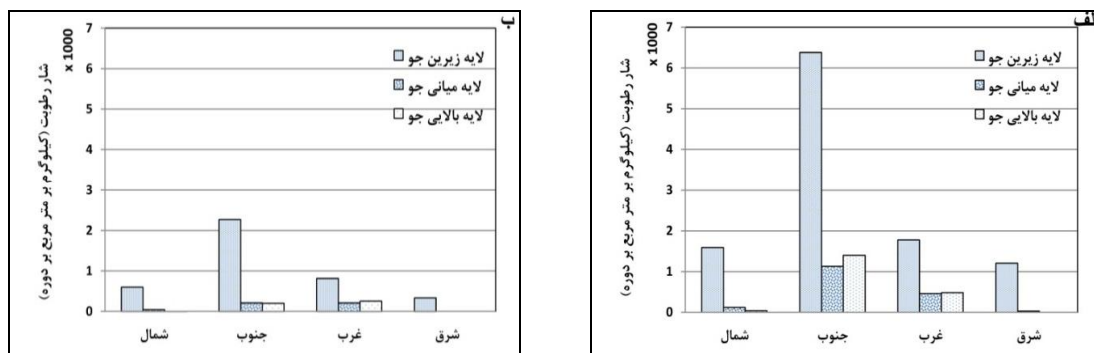 الف
7
6
5
4
3
2
1
0
x 1000
شار رطوبت (کیلوگرم بر متر مربع بر دوره)
لایه زیرین جو
لایه میانی جو
لایه بالایی جو
شمال
جنوب
غرب
شرق
ب
7
6
5
4
3
2
1
0
x 1000
شار رطوبت (کیلوگرم بر متر مربع بر دوره)
لایه زیرین جو
لایه میانی جو
لایه بالایی جو
شمال
جنوب
غرب
شرق